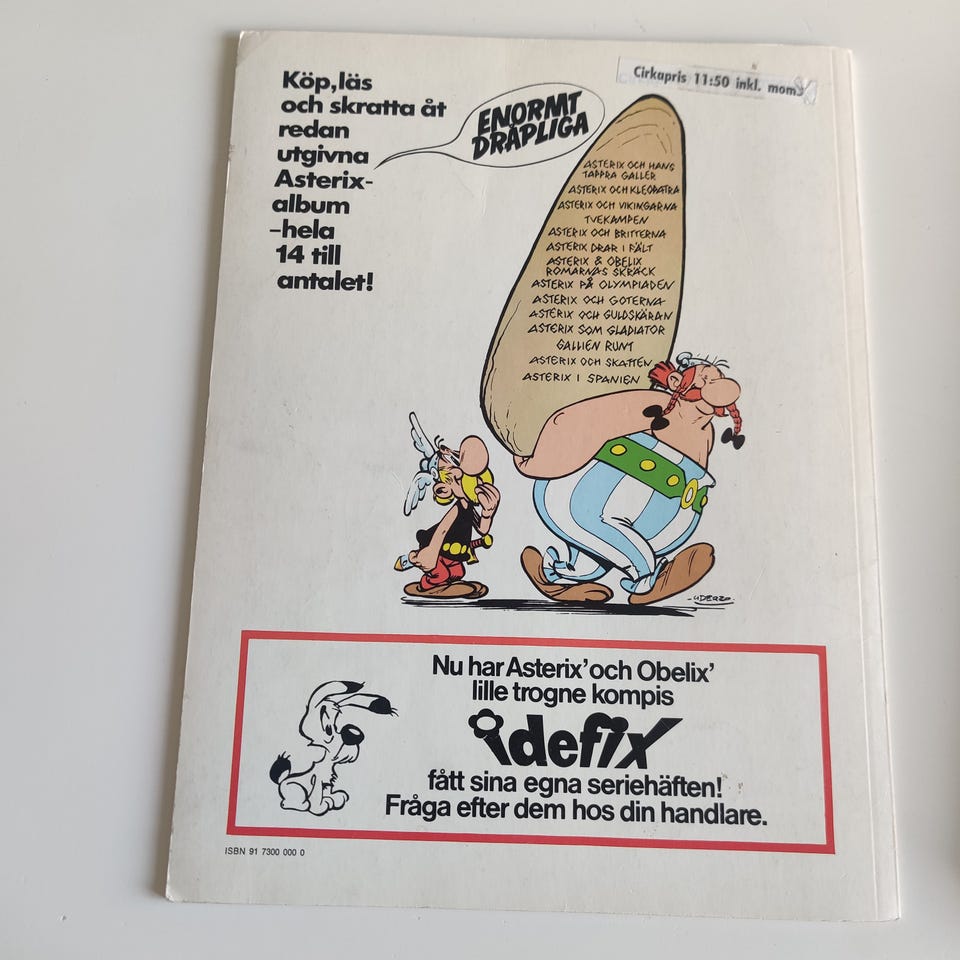 Köp,läs
och skratta åt
redan
utgivna
Asterix-
album
-hela
14 till
antalet!
ENORMT
DRÄPLIGA
Cirkapris 11:50 inkl. moms
ASTERIX OCH HANS
TAPPRA GALLER
ASTERIX OCH KLEOPATRA
ASTERIX OCH VIKINGARNA
TVEKAMPEN
ASTERIX OCH BRITTERNA
ASTERIX DRAR I FÄLT
ASTERIX & OBELIX
ROMARNAS SKRÄCK
ASTERIX PÅ OLYMPIADEN
ASTERIX OCH GOTERNA
ASTERIX OCH GULDSKÄRAN
ASTERIX SOM GLADIATOR
GALLIEN RUNT
ASTERIX OCH SKATTEN
ASTERIX I SPANIEN
UDERZO
Nu har Asterix' och Obelix'
lille trogne kompis
idefix
fått sina egna seriehäften!
Fråga efter dem hos din handlare.
ISBN 91 7300 000 0